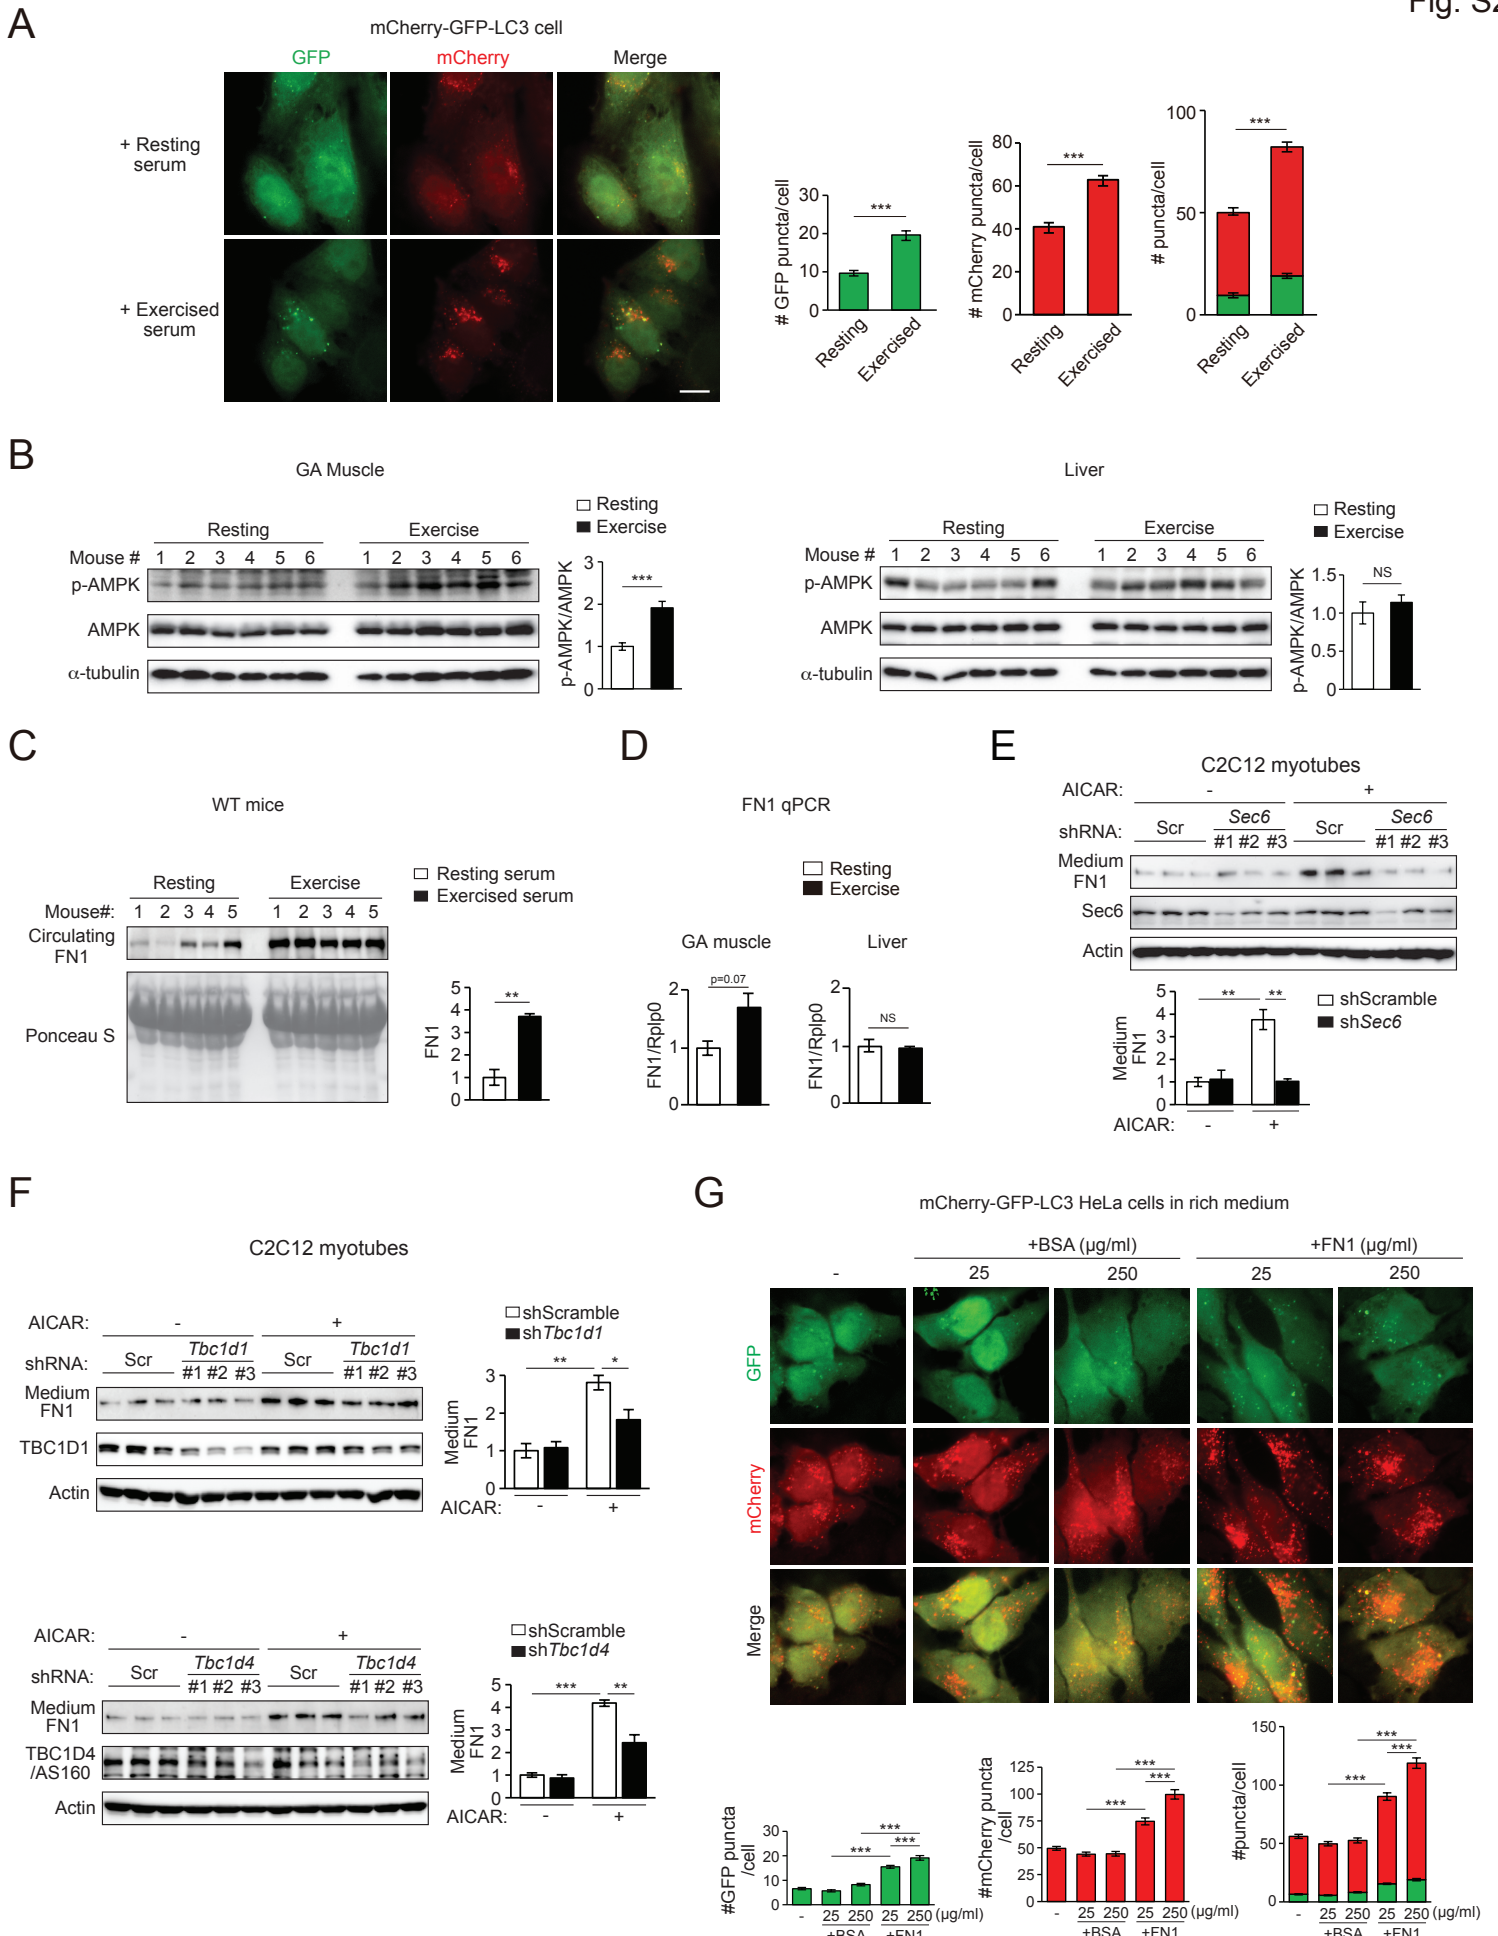 Fig. S2
A
mCherry-GFP-LC3 cell
GFP mCherry Merge
+ Resting
serum
+ Exercised
serum
# GFP puncta/cell
30
20
10
0
***
Resting
Exercised
# mCherry puncta/cell
80
60
40
20
0
***
Resting
Exercised
# puncta/cell
100
50
0
***
Resting
Exercised
B
GA Muscle
Resting Exercise
Mouse # 1 2 3 4 5 6 1 2 3 4 5 6
p-AMPK
AMPK
α-tubulin
Resting
Exercise
p-AMPK/AMPK
3
2
1
0
***
Liver
Resting Exercise
Mouse # 1 2 3 4 5 6 1 2 3 4 5 6
p-AMPK
AMPK
α-tubulin
Resting
Exercise
p-AMPK/AMPK
1.5
1.0
0.5
0
NS
C
WT mice
Resting Exercise
Mouse#: 1 2 3 4 5 1 2 3 4 5
Circulating
FN1
Ponceau S
Resting serum
Exercised serum
FN1
5
4
3
2
1
0
**
D
FN1 qPCR
Resting
Exercise
GA muscle
FN1/Rplp0
2
1
0
p=0.07
Liver
FN1/Rplp0
2
1
0
NS
E
C2C12 myotubes
AICAR: - +
shRNA: Scr Sec6 Scr Sec6
#1 #2 #3 #1 #2 #3
Medium
FN1
Sec6
Actin
Medium
FN1
5
4
3
2
1
0
** **
shScramble
shSec6
AICAR: - +
F
C2C12 myotubes
AICAR: - +
shRNA: Scr Tbc1d1 Scr Tbc1d1
#1 #2 #3 #1 #2 #3
Medium
FN1
TBC1D1
Actin
shScramble
shTbc1d1
Medium
FN1
3
2
1
0
** *
AICAR: - +
AICAR: - +
shRNA: Scr Tbc1d4 Scr Tbc1d4
#1 #2 #3 #1 #2 #3
Medium
FN1
TBC1D4
/AS160
Actin
shScramble
shTbc1d4
Medium
FN1
5
4
3
2
1
0
*** **
AICAR: - +
G
mCherry-GFP-LC3 HeLa cells in rich medium
+BSA (µg/ml) +FN1 (µg/ml)
- 25 250 25 250
GFP
mCherry
Merge
#GFP puncta
/cell
30
20
10
0
***
***
***
- 25 250 25 250 (µg/ml)
+BSA +FN1
#mCherry puncta
/cell
125
100
75
50
25
0
***
***
***
- 25 250 25 250 (µg/ml)
+BSA +FN1
#puncta/cell
150
100
50
0
***
***
***
- 25 250 25 250 (µg/ml)
+BSA +FN1